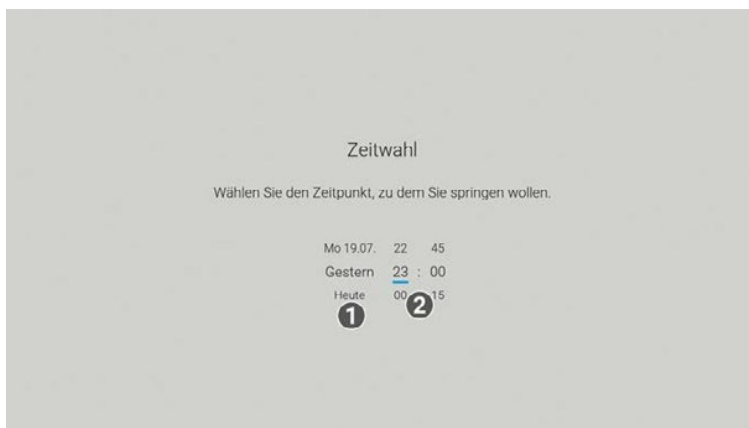 Zeitwahl
Wählen Sie den Zeitpunkt, zu dem Sie springen wollen.
Mo 19.07. 22 45
Gestern 23 : 00
Heute 00 15
1 2